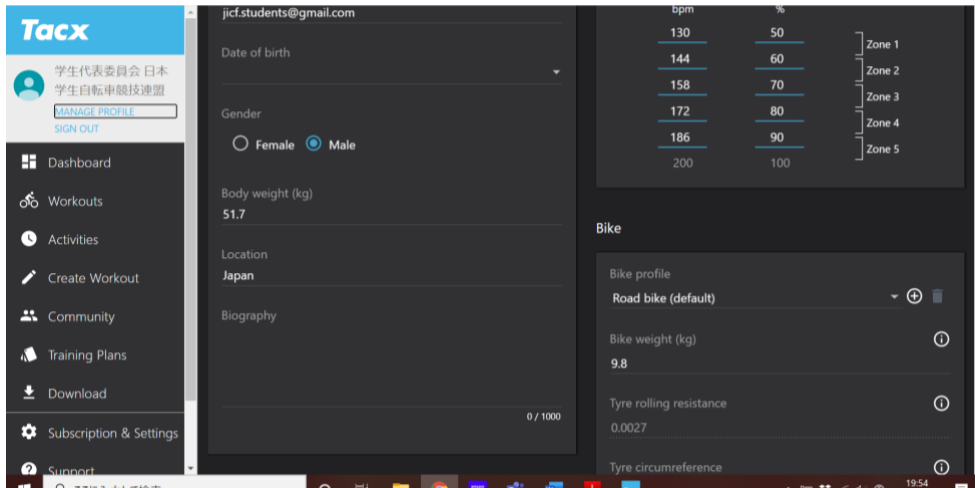 Tacx
学生代表委員会 日本
学生自転車競技連盟
MANAGE PROFILE
SIGN OUT
Dashboard
Workouts
Activities
Create Workout
Community
Training Plans
Download
Subscription & Settings
Support
jicf.students@gmail.com
Date of birth
Gender
Female
Male
Body weight (kg)
51.7
Location
Japan
Biography
0 / 1000
bpm %
130 50
Zone 1
144 60
Zone 2
158 70
Zone 3
172 80
Zone 4
186 90
Zone 5
200 100
Bike
Bike profile
Road bike (default)
Bike weight (kg)
9.8
Tyre rolling resistance
0.0027
Tyre circumreference
19:54